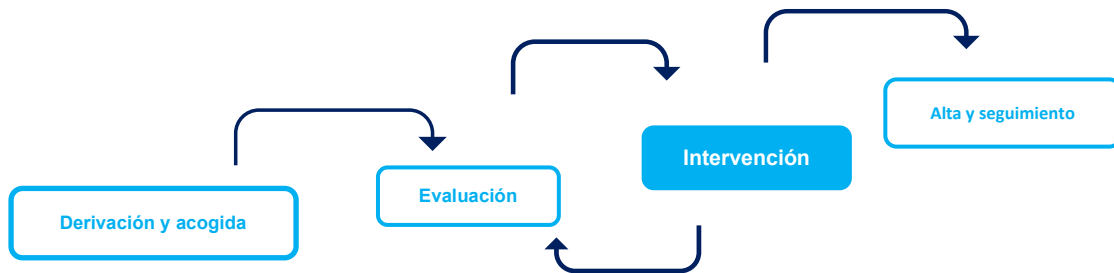 Derivación y acogida
Evaluación
Intervención
Alta y seguimiento